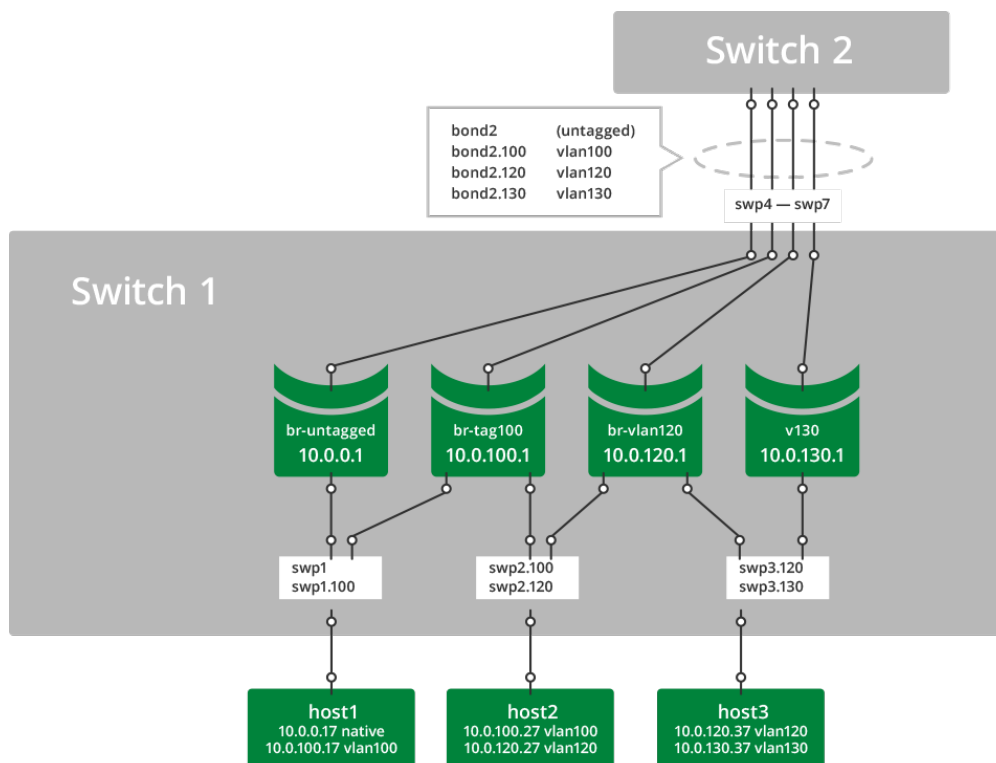 Switch 2
bond2 (untagged)
bond2.100 vlan100
bond2.120 vlan120
bond2.130 vlan130
swp4 — swp7
Switch 1
br-untagged
10.0.0.1
br-tag100
10.0.100.1
br-vlan120
10.0.120.1
v130
10.0.130.1
swp1
swp1.100
swp2.100
swp2.120
swp3.120
swp3.130
host1
10.0.0.17 native
10.0.100.17 vlan100
host2
10.0.100.27 vlan100
10.0.120.27 vlan120
host3
10.0.120.37 vlan120
10.0.130.37 vlan130